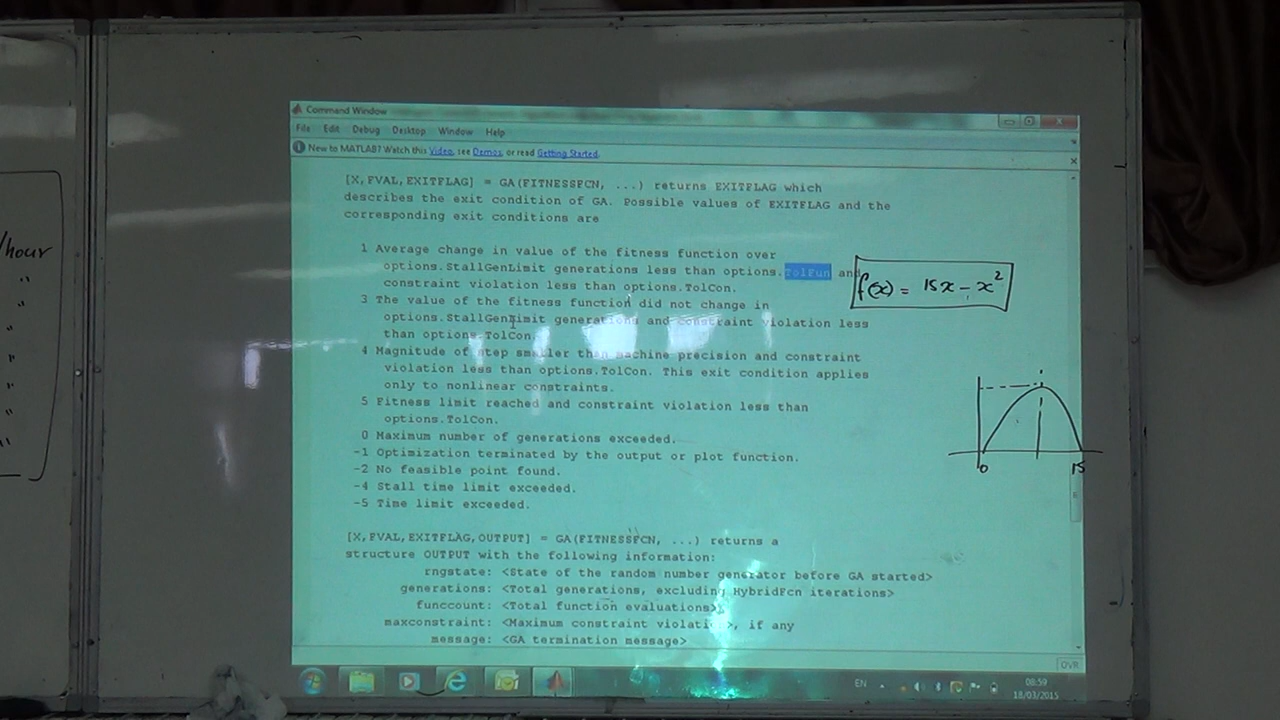 /hour
"
"
"
"
"
"
Command Window
File Edit Debug Desktop Window Help
New to MATLAB? Watch this Video, see Demos, or read Getting Started.
[X,FVAL,EXITFLAG] = GA(FITNESSFCN, ...) returns EXITFLAG which
describes the exit condition of GA. Possible values of EXITFLAG and the
corresponding exit conditions are
1 Average change in value of the fitness function over
options.StallGenLimit generations less than options.TolFun and
constraint violation less than options.TolCon.
3 The value of the fitness function did not change in
options.StallGenLimit generations and constraint violation less
than options.TolCon.
4 Magnitude of step smaller than machine precision and constraint
violation less than options.TolCon. This exit condition applies
only to nonlinear constraints.
5 Fitness limit reached and constraint violation less than
options.TolCon.
0 Maximum number of generations exceeded.
-1 Optimization terminated by the output or plot function.
-2 No feasible point found.
-4 Stall time limit exceeded.
-5 Time limit exceeded.
[X,FVAL,EXITFLAG,OUTPUT] = GA(FITNESSFCN, ...) returns a
structure OUTPUT with the following information:
rngstate: <State of the random number generator before GA started>
generations: <Total generations, excluding HybridFcn iterations>
funccount: <Total function evaluations>
maxconstraint: <Maximum constraint violation>, if any
message: <GA termination message>
OVR
EN
08:59
18/03/2015
f(x) = 15x - x²
0 15